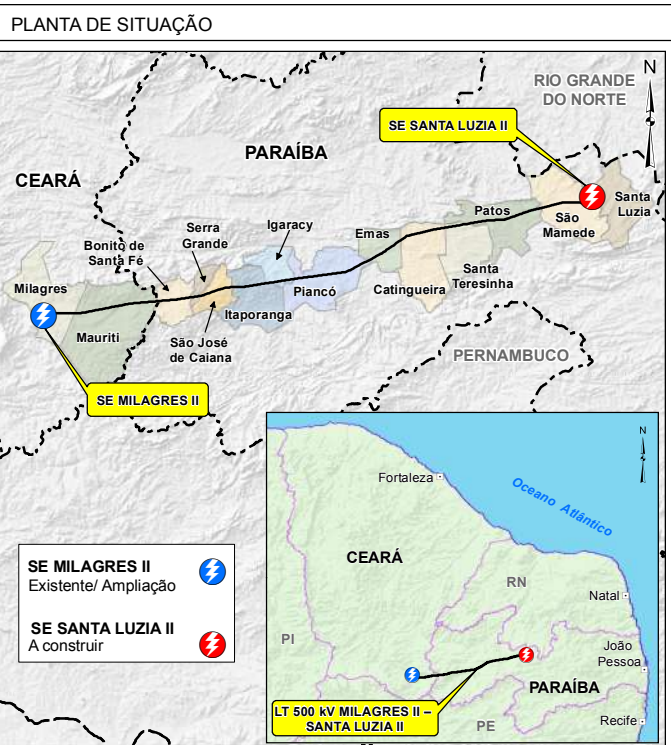 PLANTA DE SITUAÇÃO
N
RIO GRANDE
DO NORTE
SE SANTA LUZIA II
PARAÍBA
CEARÁ
Santa
Luzia
São
Mamede
Patos
Igaracy
Serra
Grande
Emas
Bonito de
Santa Fé
Santa
Teresinha
Milagres
Catingueira
Piancó
Itaporanga
Mauriti
São José
de Caiana
PERNAMBUCO
SE MILAGRES II
N
Fortaleza
Oceano Atlântico
CEARÁ
RN
Natal
PI
João
Pessoa
PARAÍBA
LT 500 kV MILAGRES II –
SANTA LUZIA II
PE
Recife
SE MILAGRES II
Existente/ Ampliação
SE SANTA LUZIA II
A construir